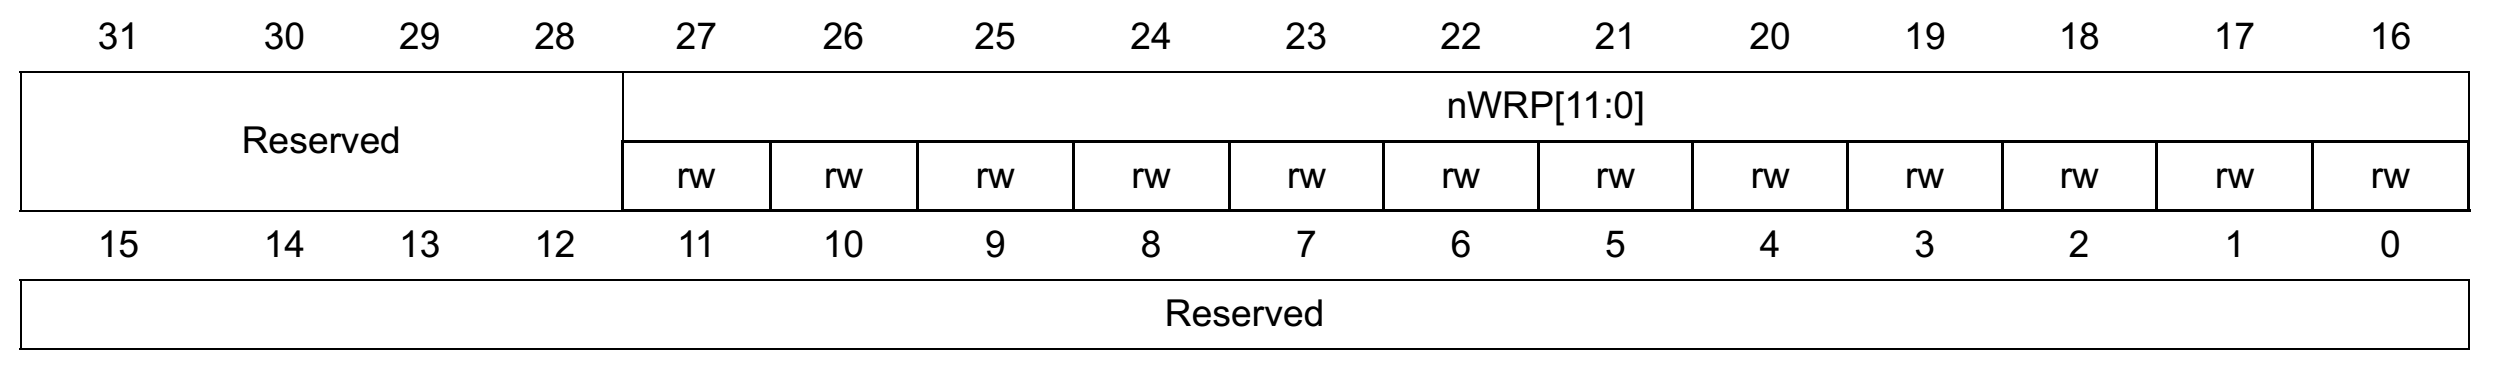 31 30 29 28 27 26 25 24 23 22 21 20 19 18 17 16
Reserved
nWRP[11:0]
rw rw rw rw rw rw rw rw rw rw rw rw
15 14 13 12 11 10 9 8 7 6 5 4 3 2 1 0
Reserved